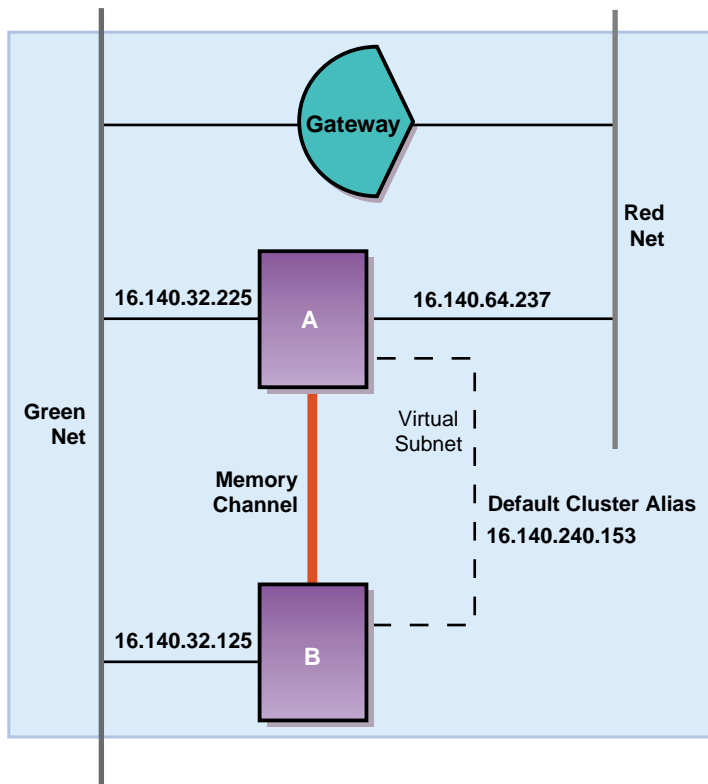 Gateway
Red
Net
16.140.32.225
A
16.140.64.237
Green
Net
Virtual
Subnet
Memory
Channel
Default Cluster Alias
16.140.240.153
16.140.32.125
B